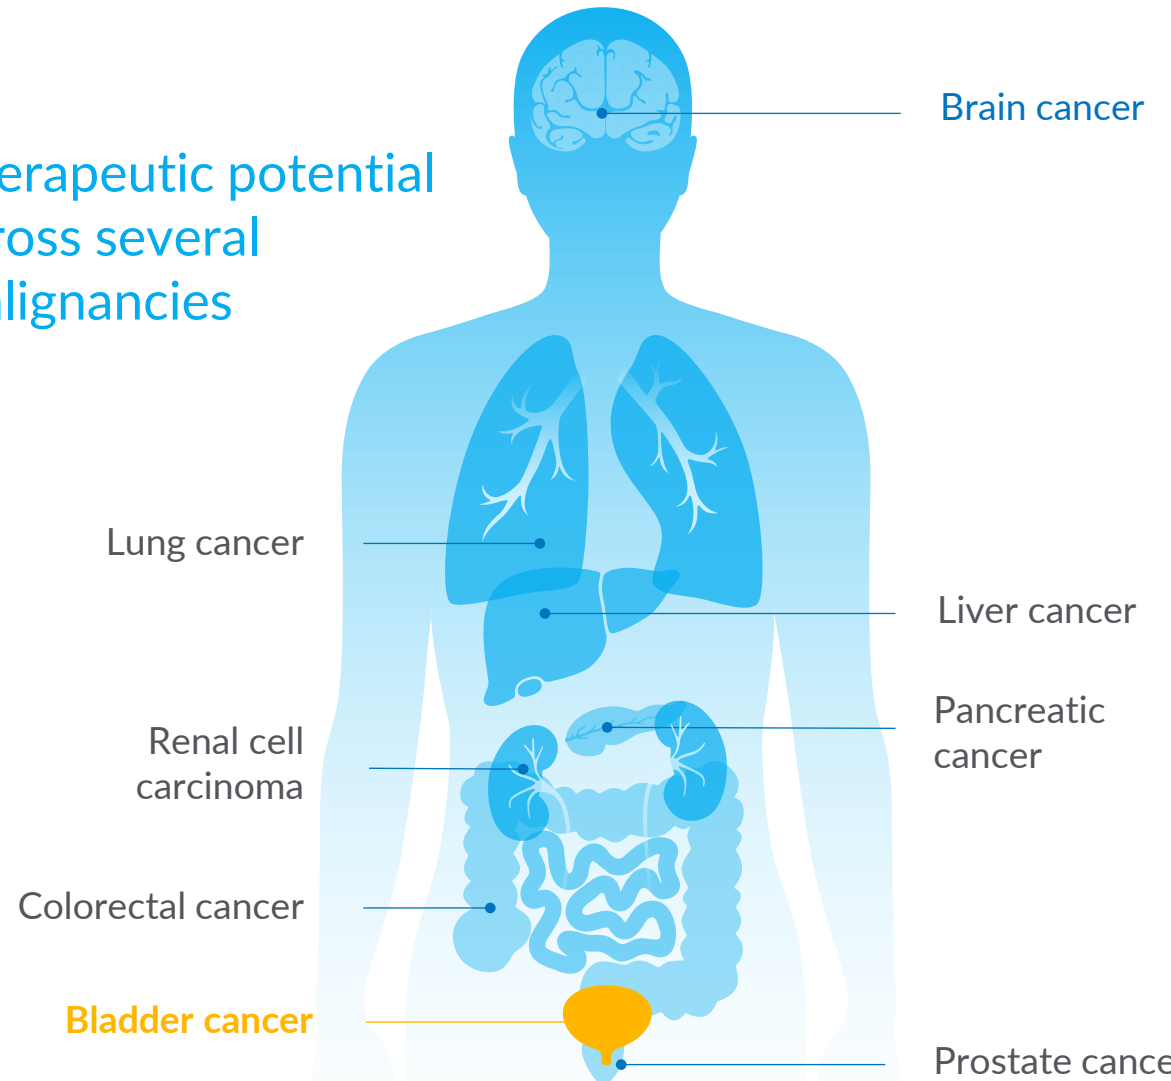 Brain cancer
erapeutic potential
ross several
alignancies
Lung cancer
Liver cancer
Pancreatic
cancer
Renal cell
carcinoma
Colorectal cancer
Bladder cancer
Prostate cance